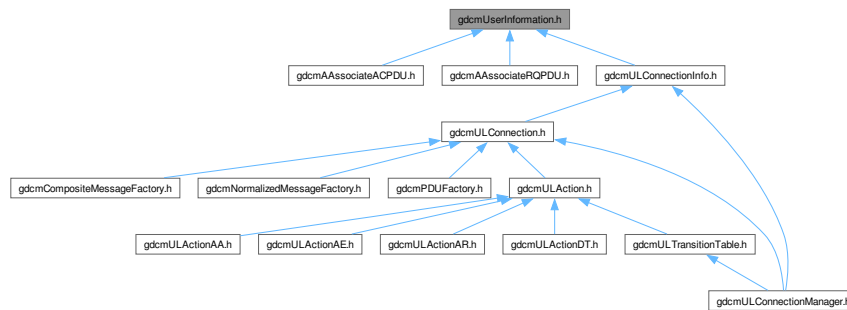 gdcmUserInformation.h
gdcmAAssociateACPDU.h
gdcmAAssociateRQPDU.h
gdcmULConnectionInfo.h
gdcmULConnection.h
gdcmCompositeMessageFactory.h
gdcmNormalizedMessageFactory.h
gdcmPDUFactory.h
gdcmULAction.h
gdcmULActionAA.h
gdcmULActionAE.h
gdcmULActionAR.h
gdcmULActionDT.h
gdcmULTransitionTable.h
gdcmULConnectionManager.h